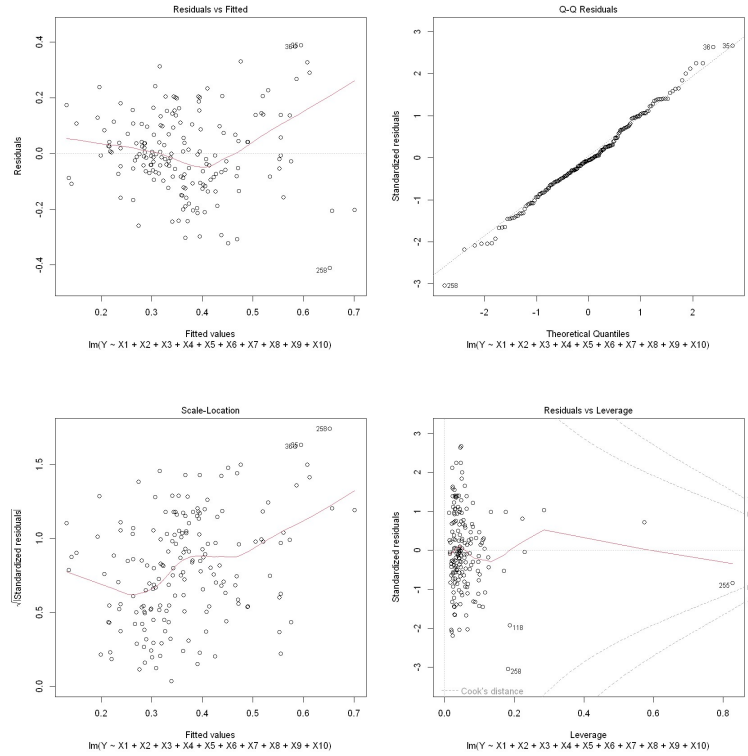 Residuals vs Fitted
Residuals
0.4
0.2
0.0
-0.2
-0.4
35
258
0.2 0.3 0.4 0.5 0.6 0.7
Fitted values
lm(Y ~ X1 + X2 + X3 + X4 + X5 + X6 + X7 + X8 + X9 + X10)
Q-Q Residuals
Standardized residuals
3
2
1
0
-1
-2
-3
36 35
258
-2 -1 0 1 2
Theoretical Quantiles
lm(Y ~ X1 + X2 + X3 + X4 + X5 + X6 + X7 + X8 + X9 + X10)
Scale-Location
√|Standardized residuals|
1.5
1.0
0.5
0.0
258
35
0.2 0.3 0.4 0.5 0.6 0.7
Fitted values
lm(Y ~ X1 + X2 + X3 + X4 + X5 + X6 + X7 + X8 + X9 + X10)
Residuals vs Leverage
Standardized residuals
3
2
1
0
-1
-2
-3
255
118
258
Cook's distance
0.0 0.2 0.4 0.6 0.8
Leverage
lm(Y ~ X1 + X2 + X3 + X4 + X5 + X6 + X7 + X8 + X9 + X10)